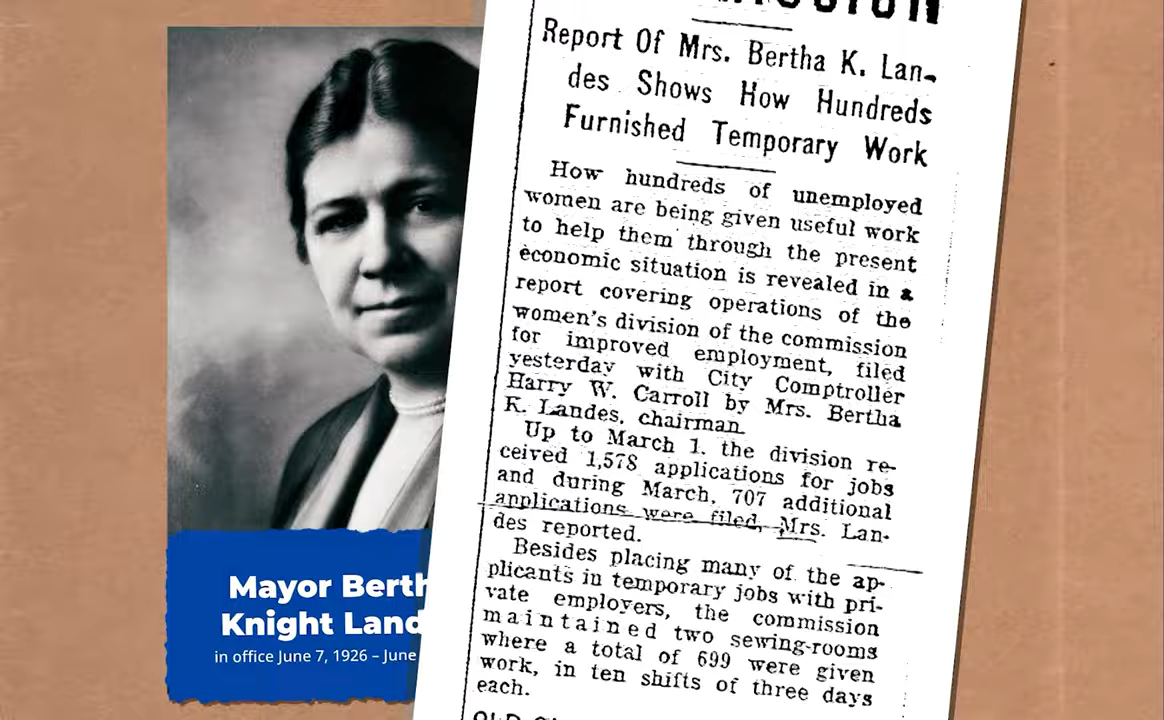 Report Of Mrs. Bertha K. Lan-
des Shows How Hundreds
Furnished Temporary Work
How hundreds of unemployed
women are being given useful work
to help them through the present
economic situation is revealed in a
report covering operations of the
women's division of the commission
for improved employment, filed
yesterday with City Comptroller
Harry W. Carroll by Mrs. Bertha
K. Landes, chairman.
Up to March 1, the division re-
ceived 1,578 applications for jobs
and during March, 707 additional
applications were filed, Mrs. Lan-
des reported.
Besides placing many of the ap-
plicants in temporary jobs with pri-
vate employers, the commission
maintained two sewing-rooms
where a total of 699 were given
work, in ten shifts of three days
each.
Mayor Berth
Knight Land
in office June 7, 1926 – June